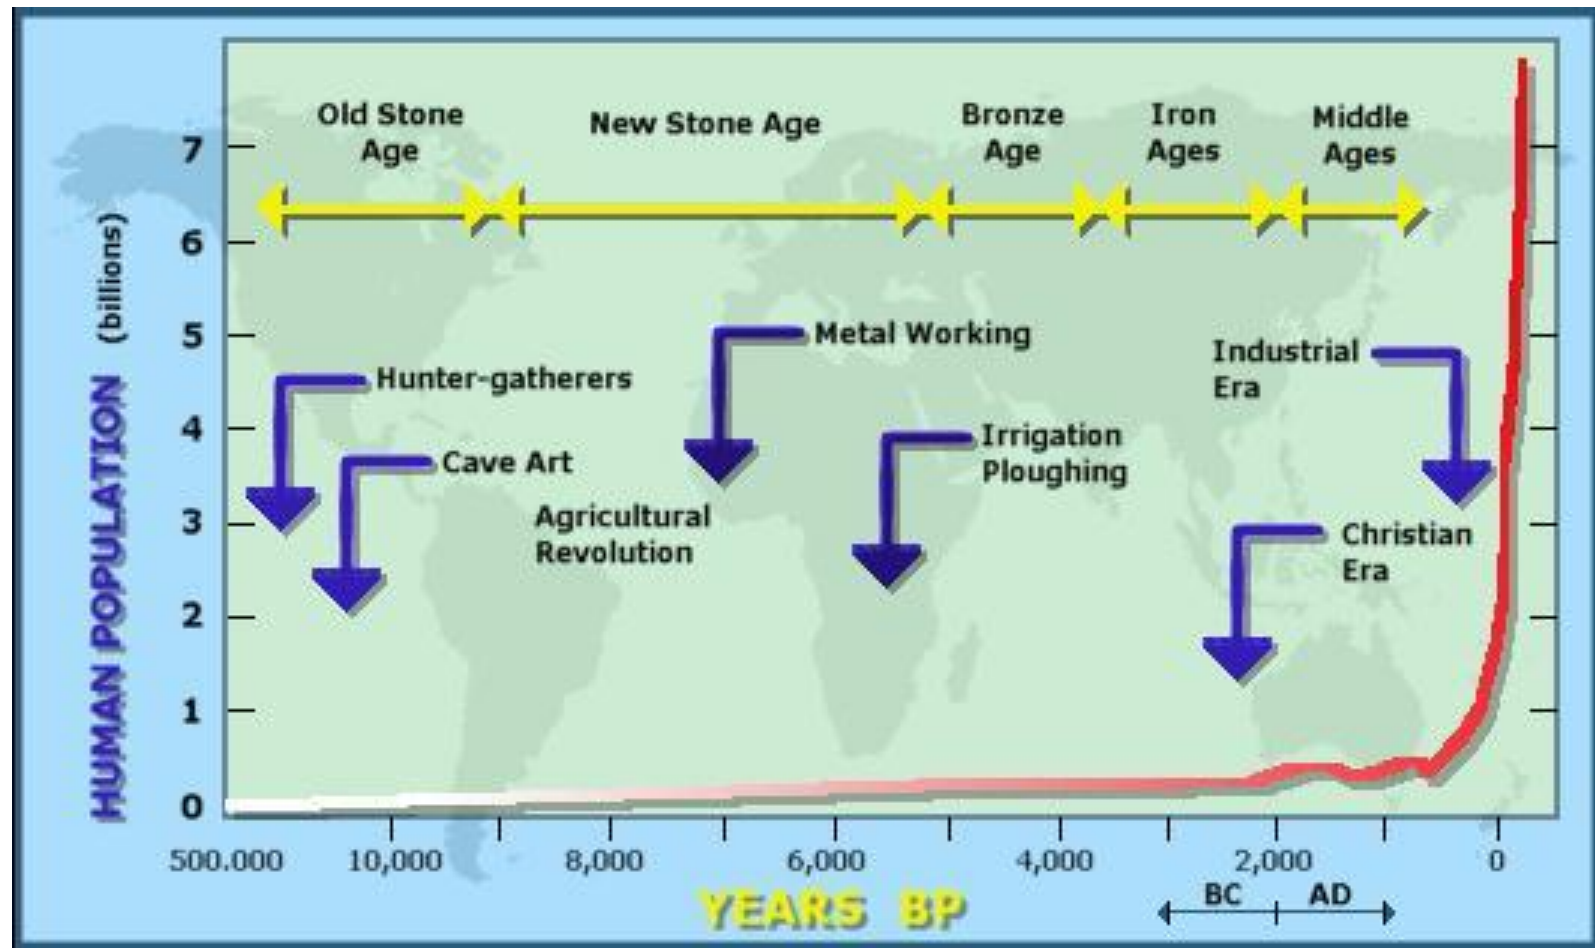 Old Stone
Age
New Stone Age
Bronze
Age
Iron
Ages
Middle
Ages
HUMAN POPULATION (billions)
7
6
5
4
3
2
1
0
Hunter-gatherers
Cave Art
Agricultural
Revolution
Metal Working
Irrigation
Ploughing
Industrial
Era
Christian
Era
500.000 10,000 8,000 6,000 4,000 2,000 0
YEARS BP
BC AD